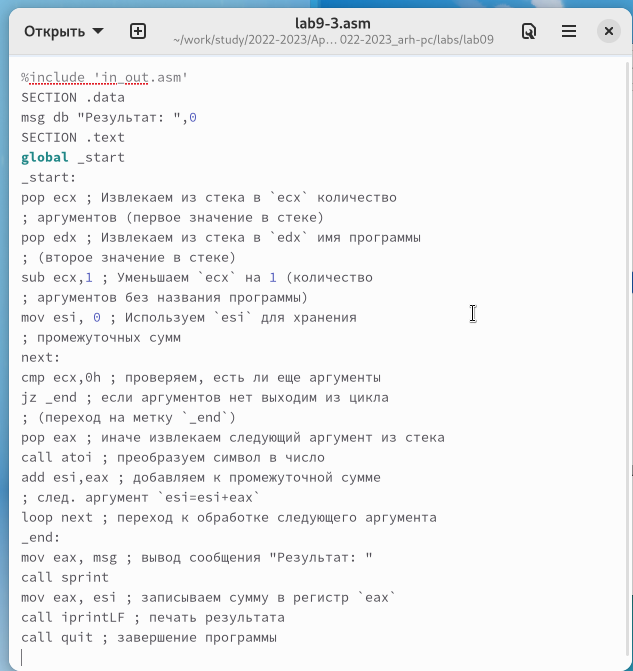 Открыть
lab9-3.asm
~/work/study/2022-2023/Ap... 022-2023_arh-pc/labs/lab09
%include 'in_out.asm'
SECTION .data
msg db "Результат: ",0
SECTION .text
global _start
_start:
pop ecx ; Извлекаем из стека в `ecx` количество
; аргументов (первое значение в стеке)
pop edx ; Извлекаем из стека в `edx` имя программы
; (второе значение в стеке)
sub ecx,1 ; Уменьшаем `ecx` на 1 (количество
; аргументов без названия программы)
mov esi, 0 ; Используем `esi` для хранения
; промежуточных сумм
next:
cmp ecx,0h ; проверяем, есть ли еще аргументы
jz _end ; если аргументов нет выходим из цикла
; (переход на метку `_end`)
pop eax ; иначе извлекаем следующий аргумент из стека
call atoi ; преобразуем символ в число
add esi,eax ; добавляем к промежуточной сумме
; след. аргумент `esi=esi+eax`
loop next ; переход к обработке следующего аргумента
_end:
mov eax, msg ; вывод сообщения "Результат: "
call sprint
mov eax, esi ; записываем сумму в регистр `eax`
call iprintLF ; печать результата
call quit ; завершение программы